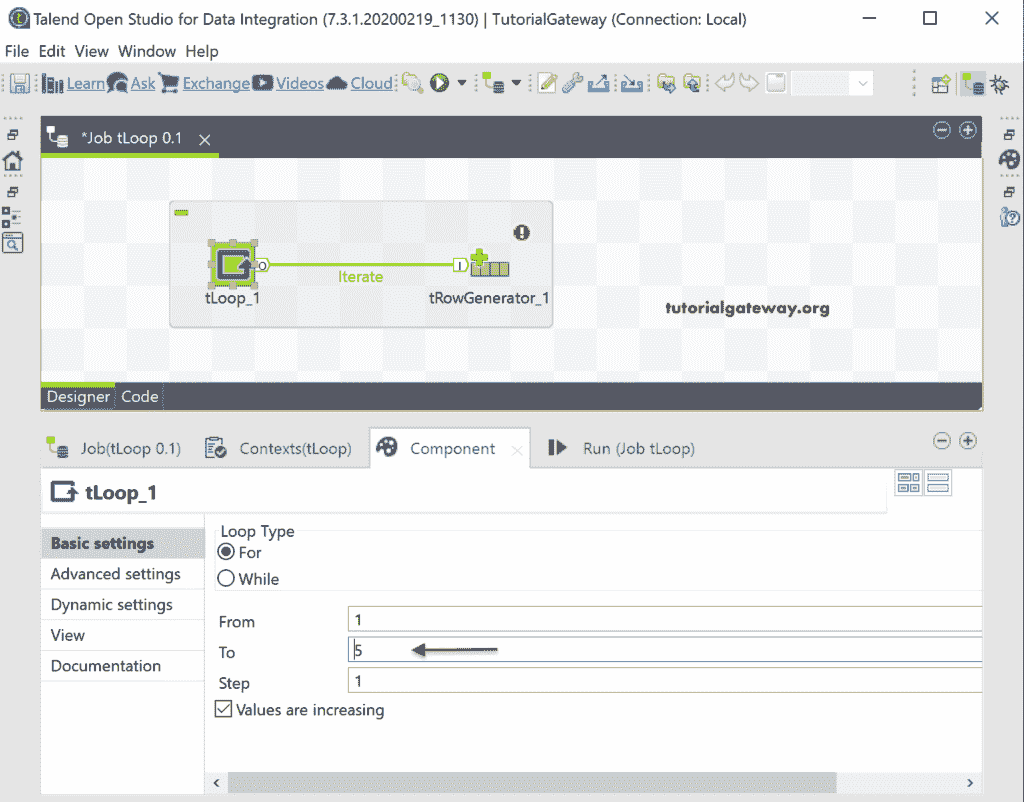 Talend Open Studio for Data Integration (7.3.1.20200219_1130) | TutorialGateway (Connection: Local)
File Edit View Window Help
Learn Ask Exchange Videos Cloud
*Job tLoop 0.1
O Iterate I
tLoop_1 tRowGenerator_1
tutorialgateway.org
Designer Code
Job(tLoop 0.1) Contexts(tLoop) Component Run (Job tLoop)
tLoop_1
Basic settings
Advanced settings
Dynamic settings
View
Documentation
Loop Type
For
While
From 1
To 5
Step 1
Values are increasing